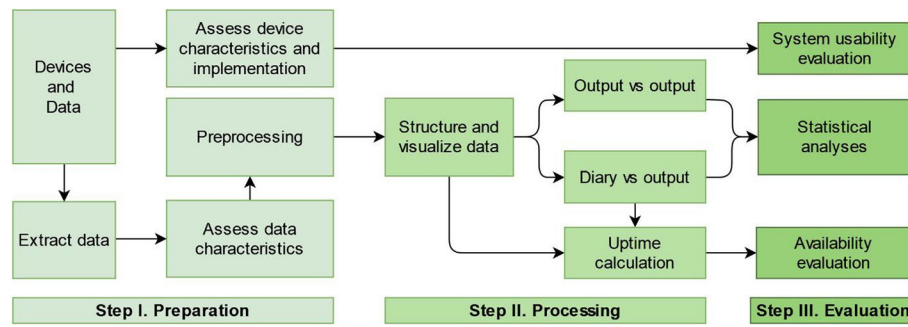 Devices
and
Data
Assess device
characteristics and
implementation
System usability
evaluation
Preprocessing
Structure and
visualize data
Output vs output
Diary vs output
Statistical
analyses
Extract data
Assess data
characteristics
Uptime
calculation
Availability
evaluation
Step I. Preparation
Step II. Processing
Step III. Evaluation